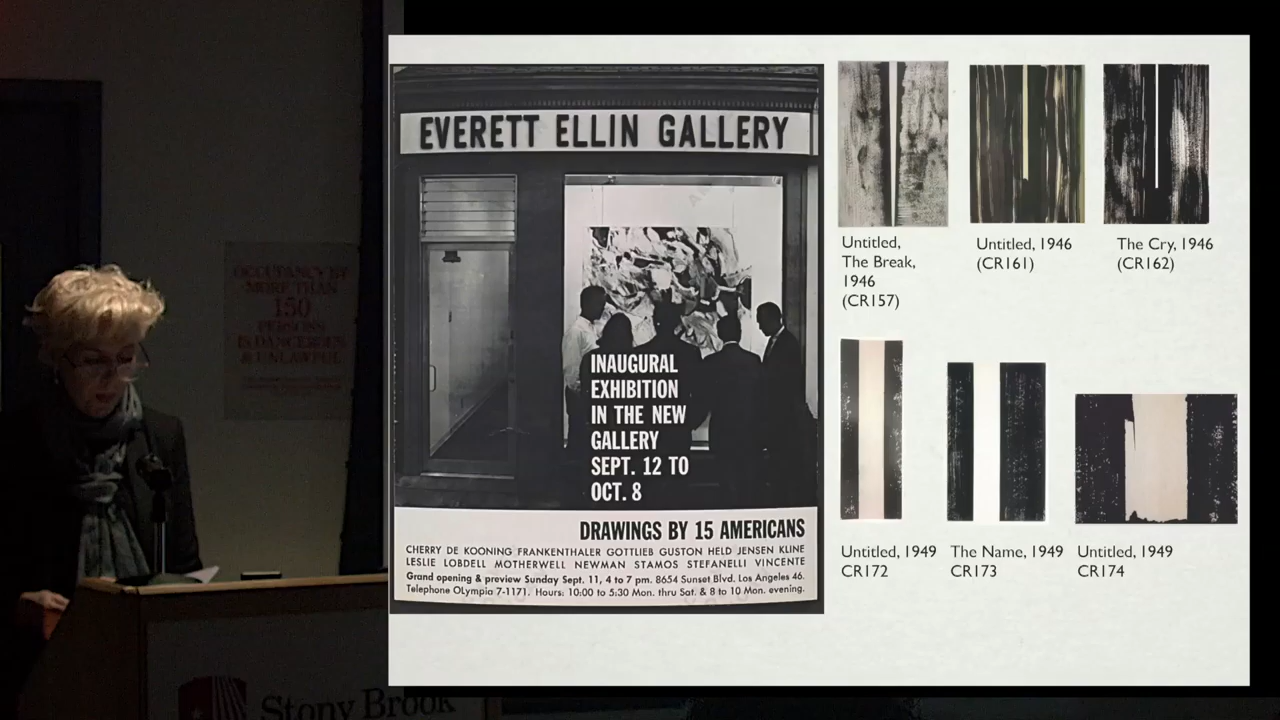 OCCUPANCY BY
MORE THAN
150
PERSONS
IS DANGEROUS
& UNLAWFUL
Stony Brook
EVERETT ELLIN GALLERY
INAUGURAL
EXHIBITION
IN THE NEW
GALLERY
SEPT. 12 TO
OCT. 8
DRAWINGS BY 15 AMERICANS
CHERRY DE KOONING FRANKENTHALER GOTTLIEB GUSTON HELD JENSEN KLINE
LESLIE LOBDELL MOTHERWELL NEWMAN STAMOS STEFANELLI VINCENTE
Grand opening & preview Sunday Sept. 11, 4 to 7 pm. 8654 Sunset Blvd. Los Angeles 46.
Telephone OLympia 7-1171. Hours: 10:00 to 5:30 Mon. thru Sat. & 8 to 10 Mon. evening.
Untitled,
The Break,
1946
(CR157)
Untitled, 1946
(CR161)
The Cry, 1946
(CR162)
Untitled, 1949
CR172
The Name, 1949
CR173
Untitled, 1949
CR174